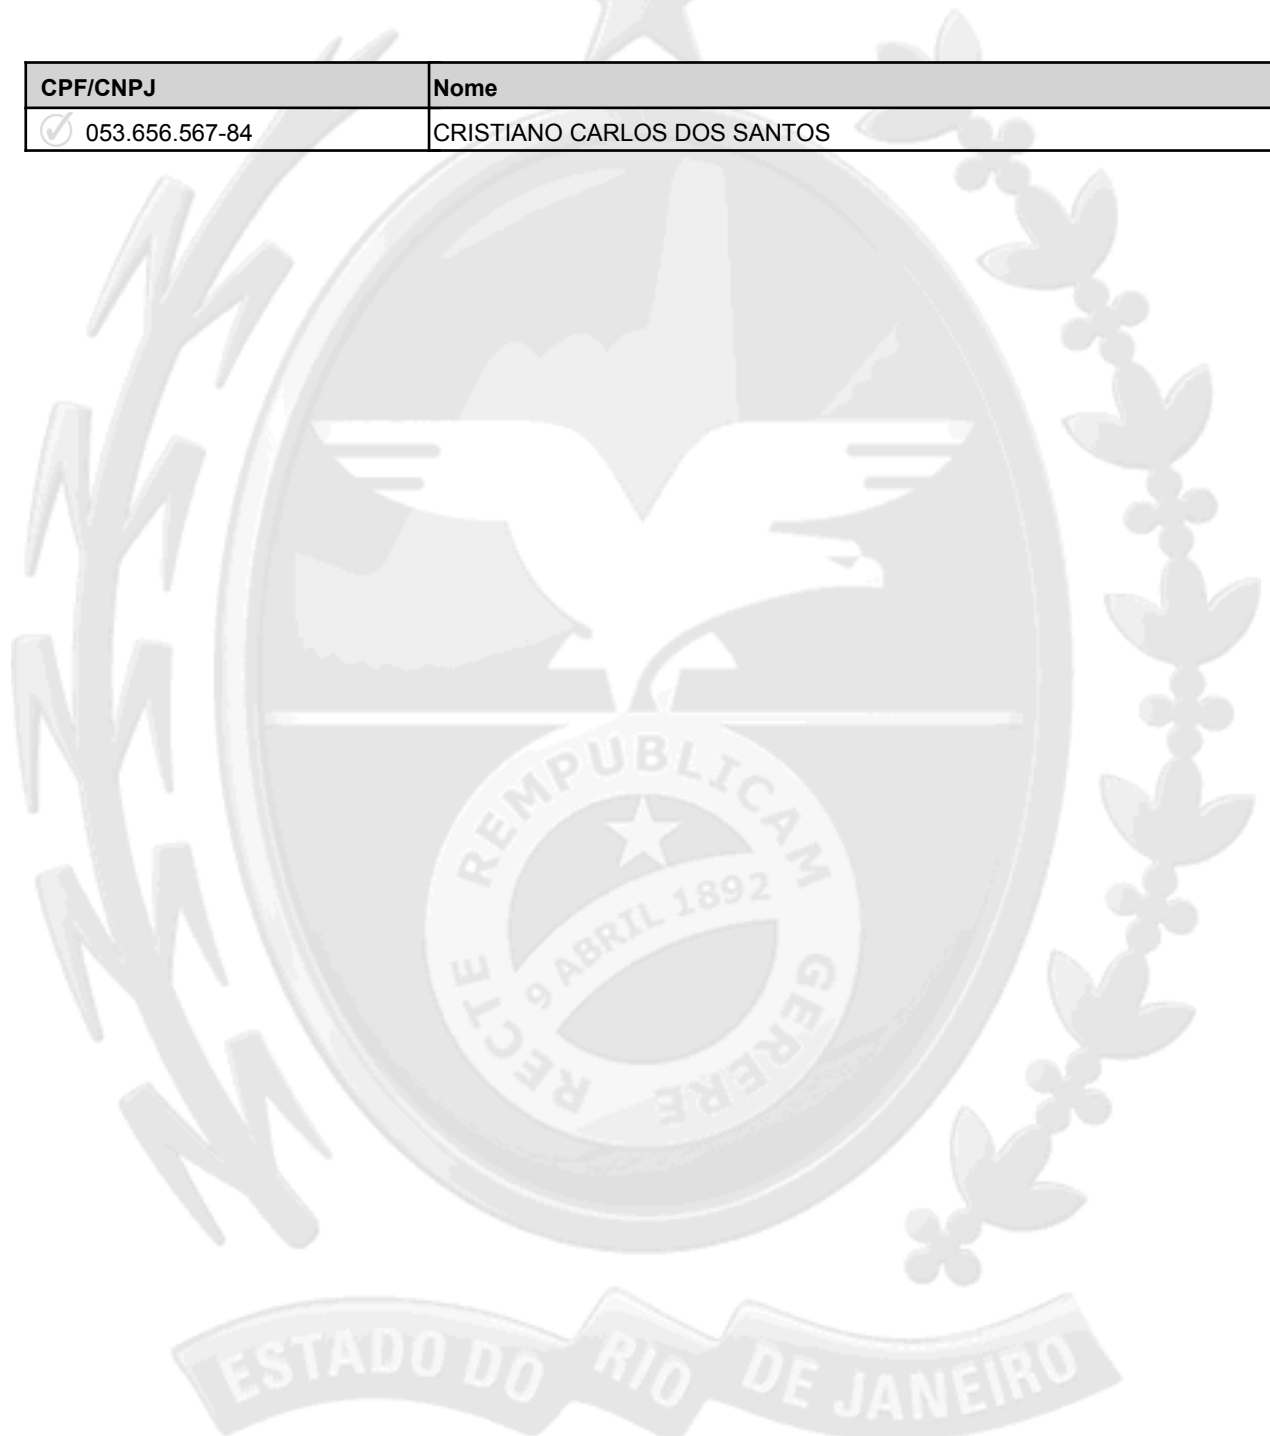 CPF/CNPJ Nome
053.656.567-84 CRISTIANO CARLOS DOS SANTOS
REMPUBLICAM
9 ABRIL 1892
RECTE GERERE
ESTADO DO RIO DE JANEIRO